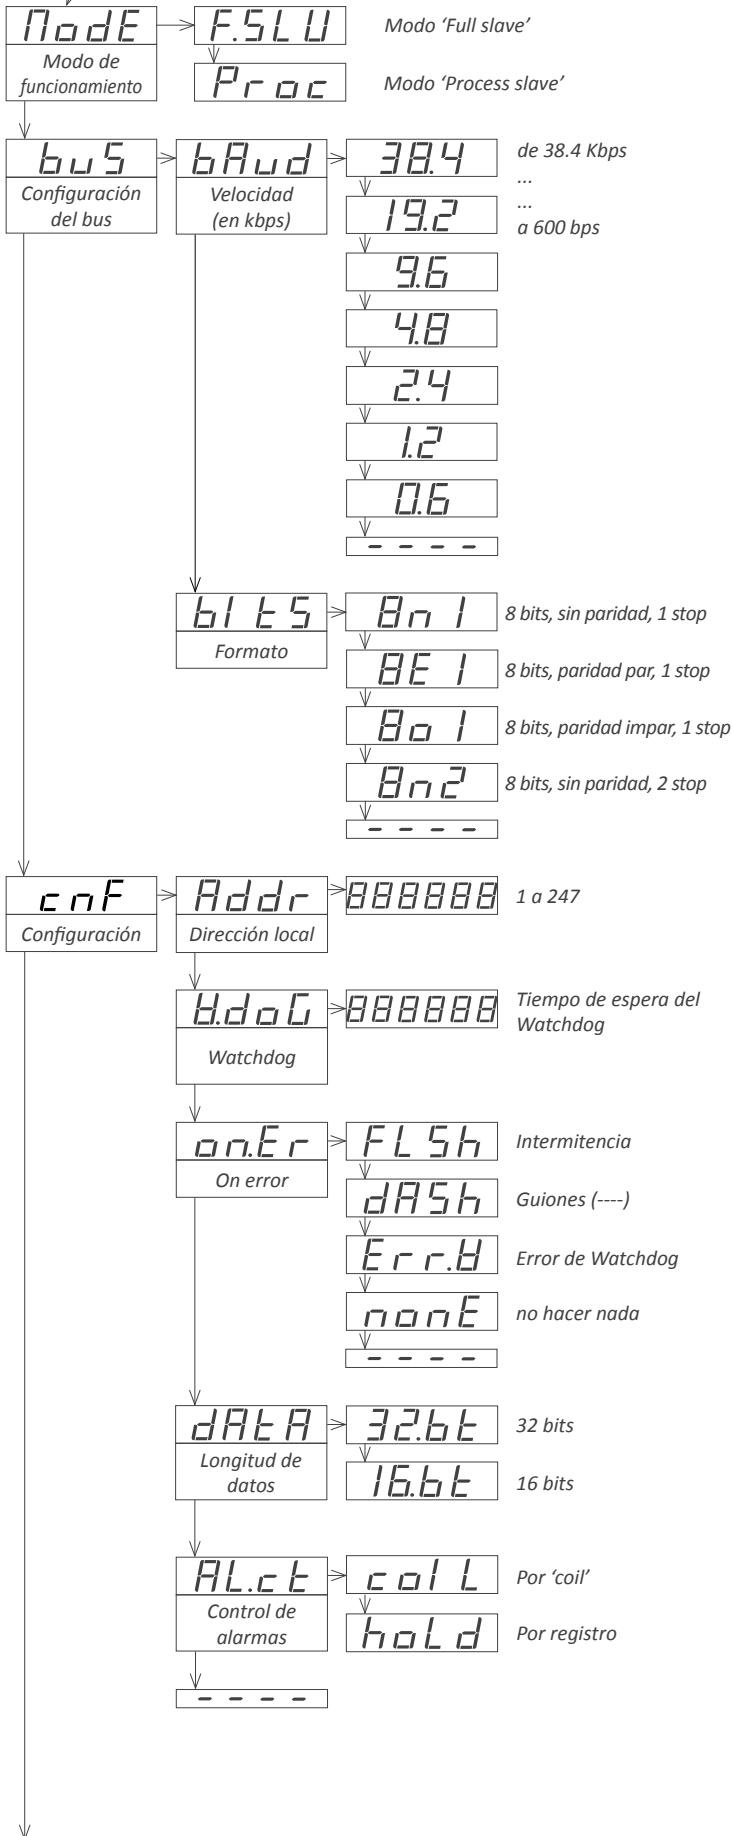 ModE
F.SLV
Modo ‘Full slave’
Modo de
funcionamiento
Proc
Modo ‘Process slave’
buS
bAud
38.4
de 38.4 Kbps
Configuración
del bus
Velocidad
(en kbps)
...
19.2
...
a 600 bps
9.6
4.8
2.4
1.2
0.6
----
bItS
8n1
8 bits, sin paridad, 1 stop
Formato
8E1
8 bits, paridad par, 1 stop
8o1
8 bits, paridad impar, 1 stop
8n2
8 bits, sin paridad, 2 stop
----
cnF
Addr
888888
1 a 247
Configuración
Dirección local
W.doG
888888
Tiempo de espera del
Watchdog
Watchdog
on.Er
FLSh
Intermitencia
On error
dASh
Guiones (----)
Err.W
Error de Watchdog
nonE
no hacer nada
----
dAtA
32.bt
32 bits
Longitud de
datos
16.bt
16 bits
AL.ct
coIL
Por ‘coil’
Control de
alarmas
hoLd
Por registro
----